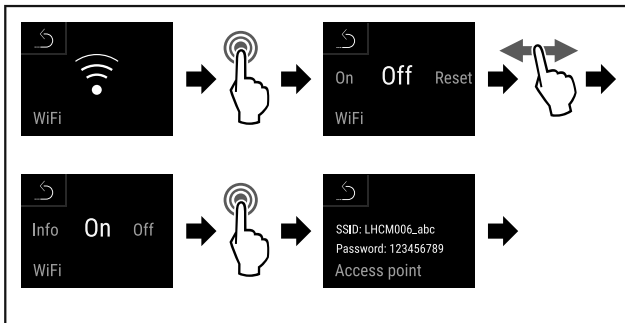 WiFi
On Off Reset
WiFi
Info On Off
WiFi
SSID: LHCM006_abc
Password: 123456789
Access point